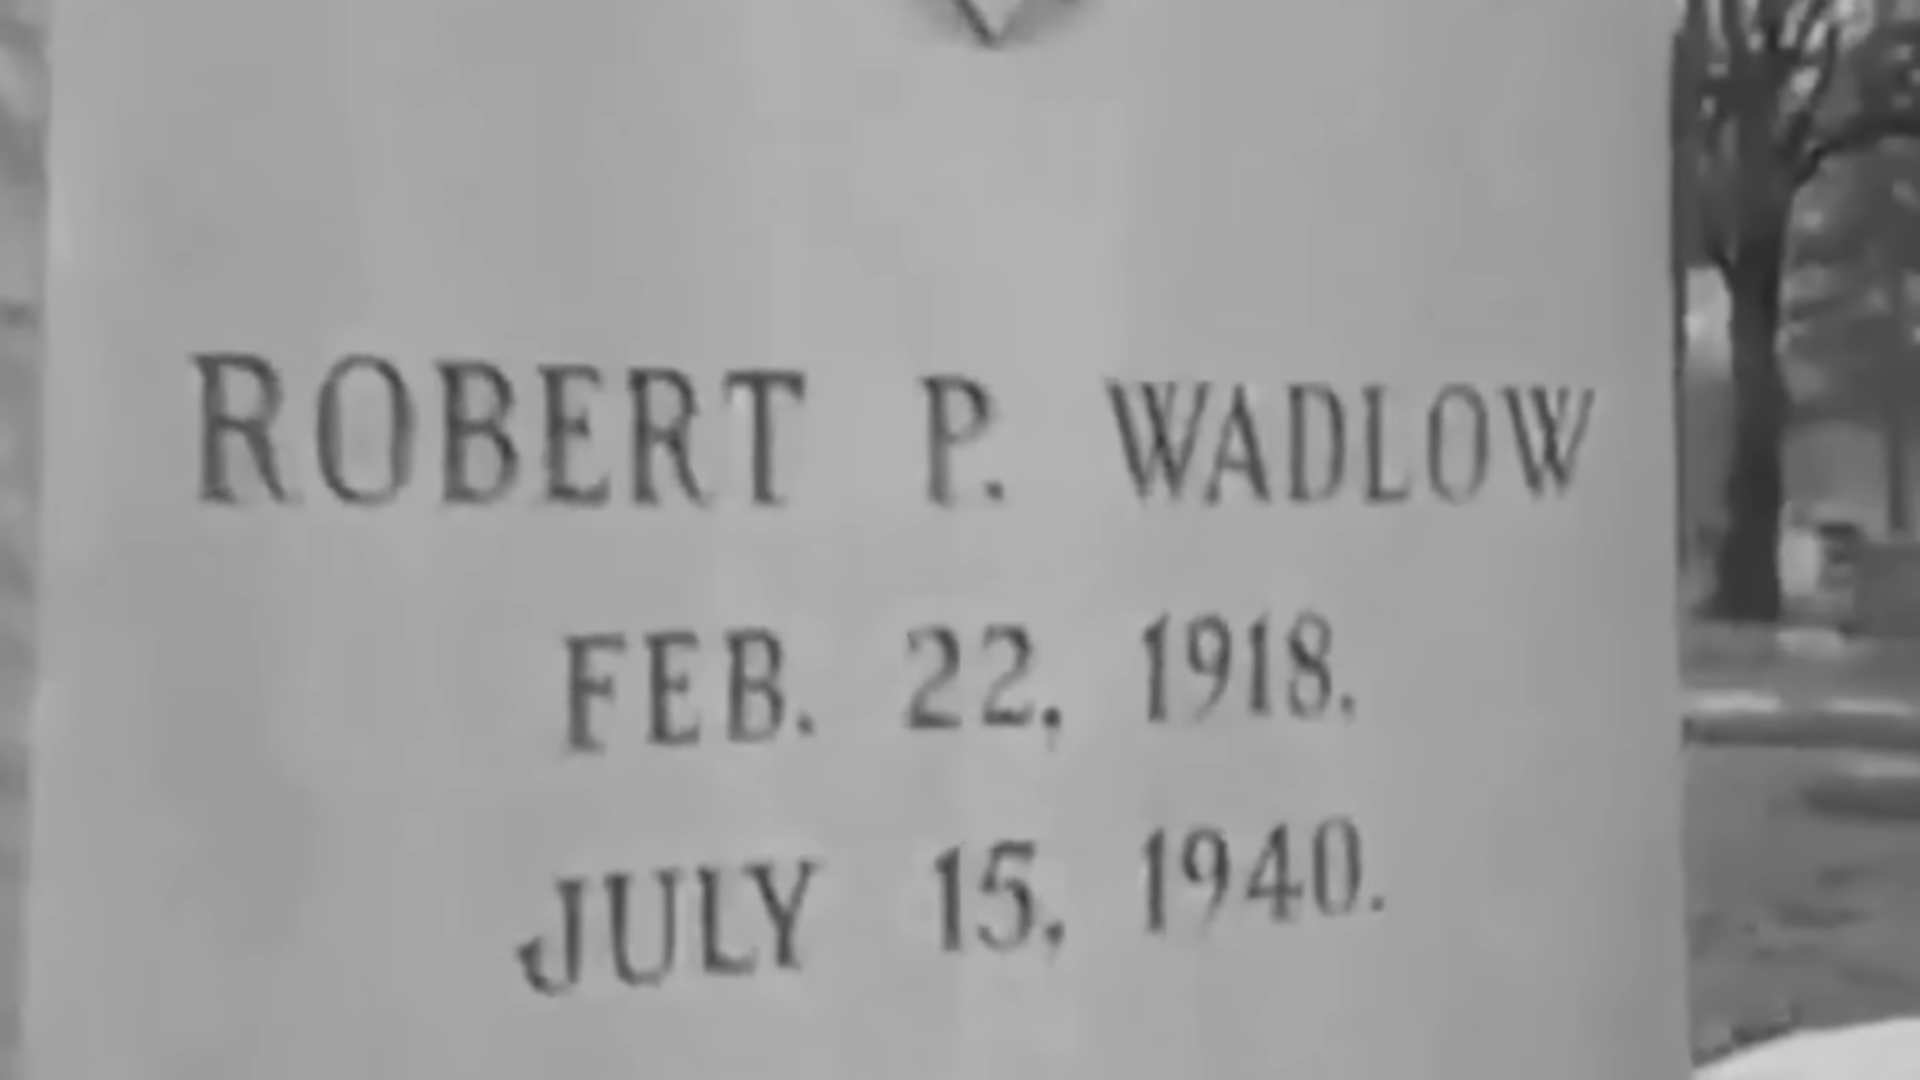 ROBERT P. WADLOW
FEB. 22, 1918.
JULY 15, 1940.